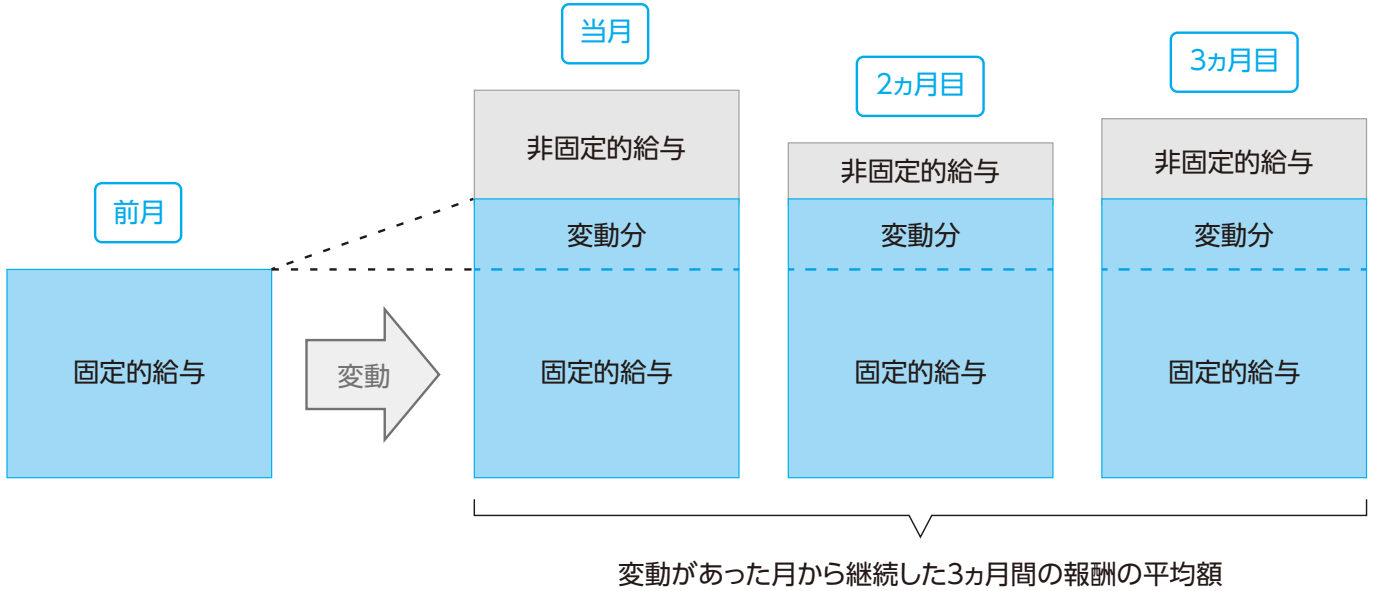 当月
3ヵ月目
2ヵ月目
非固定的給与
非固定的給与
非固定的給与
前月
変動分
変動分
変動分
固定的給与
変動
固定的給与
固定的給与
固定的給与
変動があった月から継続した3ヵ月間の報酬の平均額